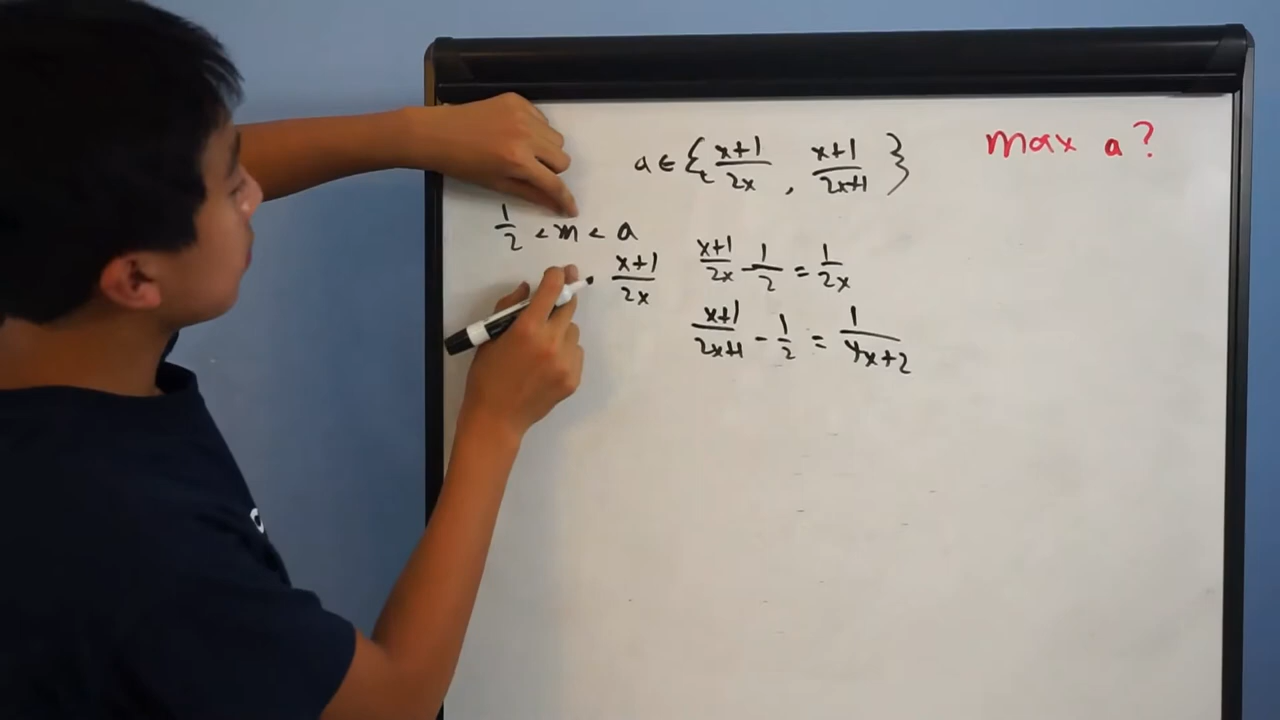 a ∈ { x+1/2x , x+1/2x+1 }
max a?
1/2 < m < a
x+1/2x
x+1/2x - 1/2 = 1/2x
x+1/2x+1 - 1/2 = 1/4x+2